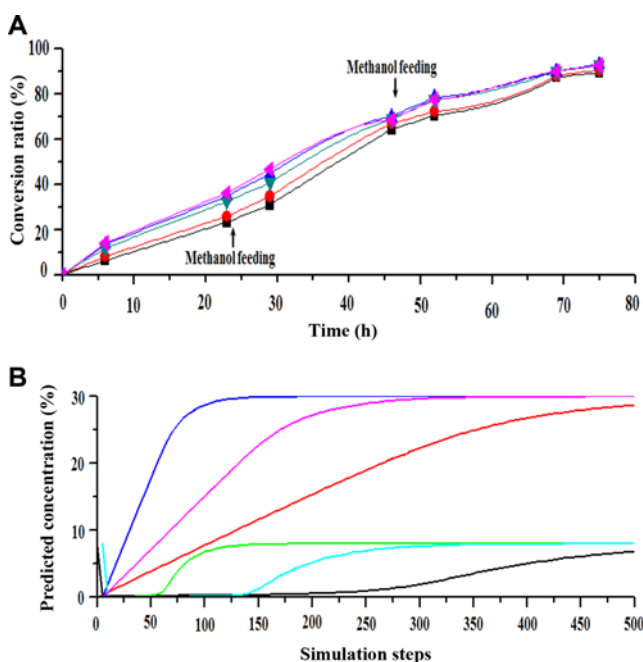 A
Conversion ratio (%)
100
80
60
40
20
0
Methanol feeding
Methanol feeding
0 10 20 30 40 50 60 70 80
Time (h)
B
Predicted concentration (%)
30
20
10
0
0 50 100 150 200 250 300 350 400 450 500
Simulation steps